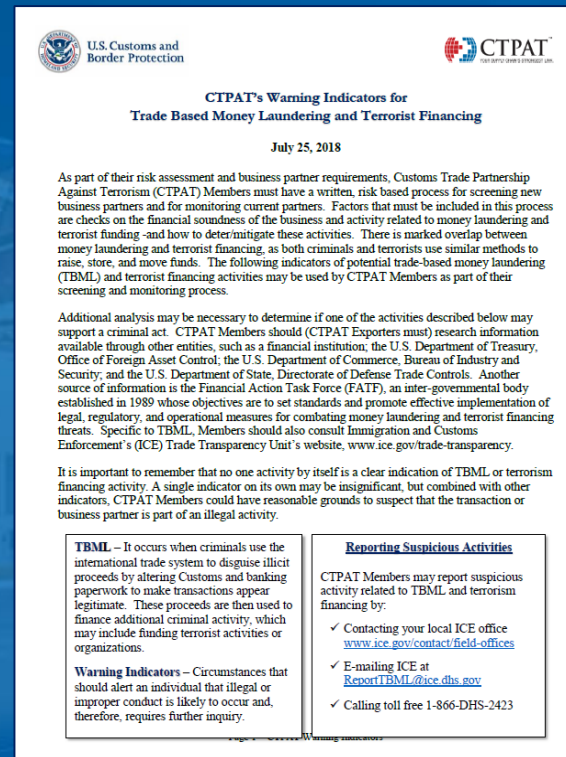 U.S. Customs and
Border Protection
CTPAT
YOUR SUPPLY CHAIN'S STRONGEST LINK.
CTPAT's Warning Indicators for
Trade Based Money Laundering and Terrorist Financing
July 25, 2018
As part of their risk assessment and business partner requirements, Customs Trade Partnership
Against Terrorism (CTPAT) Members must have a written, risk based process for screening new
business partners and for monitoring current partners. Factors that must be included in this process
are checks on the financial soundness of the business and activity related to money laundering and
terrorist funding -and how to deter/mitigate these activities. There is marked overlap between
money laundering and terrorist financing, as both criminals and terrorists use similar methods to
raise, store, and move funds. The following indicators of potential trade-based money laundering
(TBML) and terrorist financing activities may be used by CTPAT Members as part of their
screening and monitoring process.
Additional analysis may be necessary to determine if one of the activities described below may
support a criminal act. CTPAT Members should (CTPAT Exporters must) research information
available through other entities, such as a financial institution; the U.S. Department of Treasury,
Office of Foreign Asset Control; the U.S. Department of Commerce, Bureau of Industry and
Security; and the U.S. Department of State, Directorate of Defense Trade Controls. Another
source of information is the Financial Action Task Force (FATF), an inter-governmental body
established in 1989 whose objectives are to set standards and promote effective implementation of
legal, regulatory, and operational measures for combating money laundering and terrorist financing
threats. Specific to TBML, Members should also consult Immigration and Customs
Enforcement's (ICE) Trade Transparency Unit's website, www.ice.gov/trade-transparency.
It is important to remember that no one activity by itself is a clear indication of TBML or terrorism
financing activity. A single indicator on its own may be insignificant, but combined with other
indicators, CTPAT Members could have reasonable grounds to suspect that the transaction or
business partner is part of an illegal activity.
TBML – It occurs when criminals use the
international trade system to disguise illicit
proceeds by altering Customs and banking
paperwork to make transactions appear
legitimate. These proceeds are then used to
finance additional criminal activity, which
may include funding terrorist activities or
organizations.
Warning Indicators – Circumstances that
should alert an individual that illegal or
improper conduct is likely to occur and,
therefore, requires further inquiry.
Reporting Suspicious Activities
CTPAT Members may report suspicious
activity related to TBML and terrorism
financing by:
✓ Contacting your local ICE office
www.ice.gov/contact/field-offices
✓ E-mailing ICE at
ReportTBML@ice.dhs.gov
✓ Calling toll free 1-866-DHS-2423